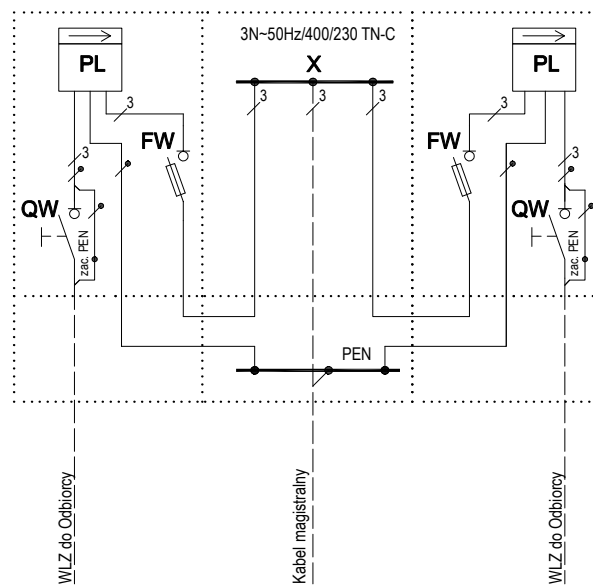 3N~50Hz/400/230 TN-C
PL
X
PL
3
3
3
3
3
FW
FW
3
3
QW
QW
zac. PEN
zac. PEN
PEN
WLZ do Odbiorcy
Kabel magistralny
WLZ do Odbiorcy